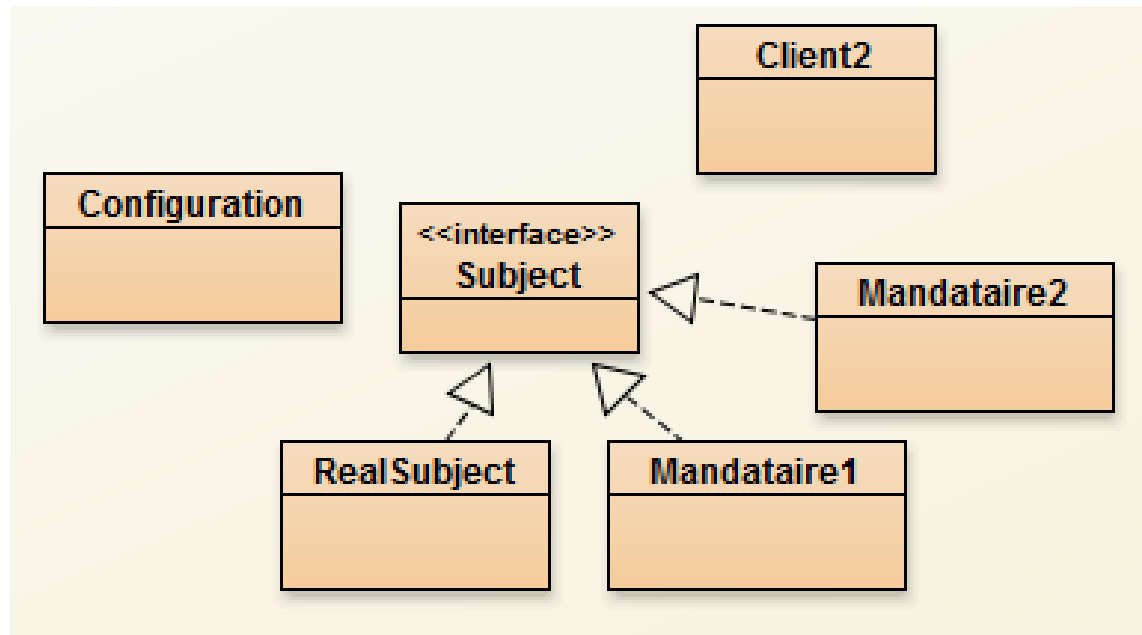 Client2
Configuration
<<interface>>
Subject
Mandataire2
RealSubject
Mandataire1